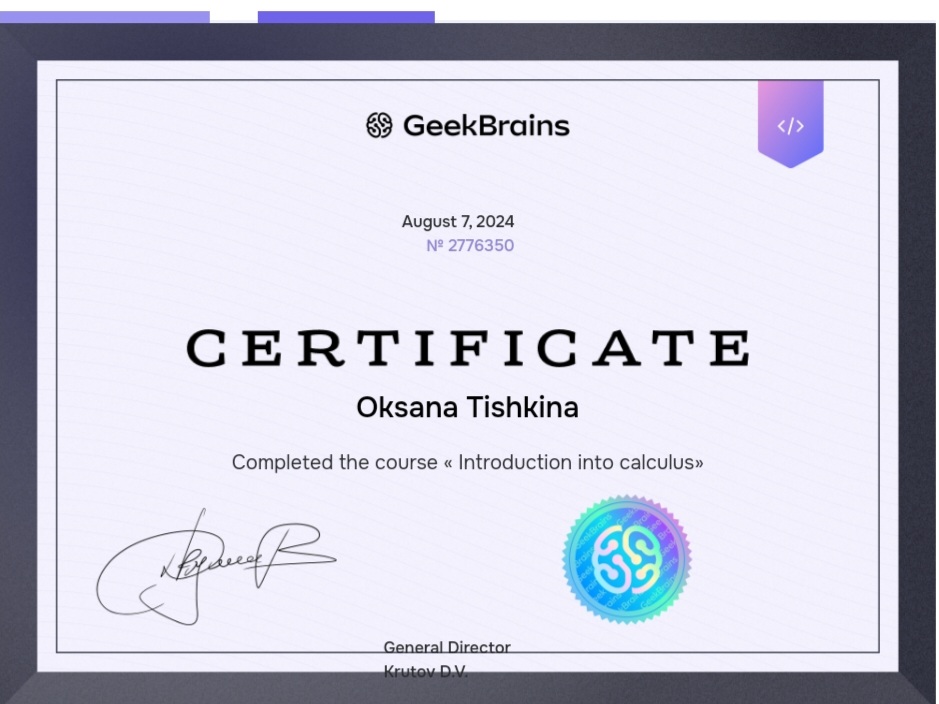 GeekBrains
</>
August 7, 2024
№ 2776350
CERTIFICATE
Oksana Tishkina
Completed the course « Introduction into calculus»
General Director
Krutov D.V.